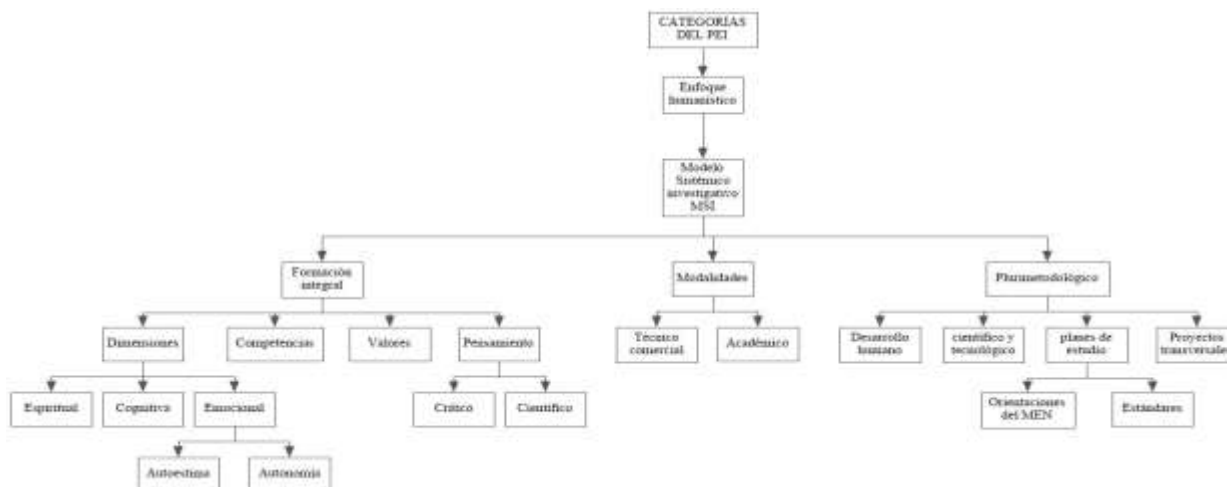 CATEGORÍAS
DEL PEI
Enfoque
humanístico
Modelo
Sistémico
investigativo
MSI
Formación
integral
Modalidades
Plurimetodológico
Dimensiones
Competencias
Valores
Pensamiento
Técnico
comercial
Académico
Desarrollo
humano
científico y
tecnológico
planes de
estudio
Proyectos
transversales
Espiritual
Cognitiva
Emocional
Crítico
Científico
Orientaciones
del MEN
Estándares
Autoestima
Autonomía